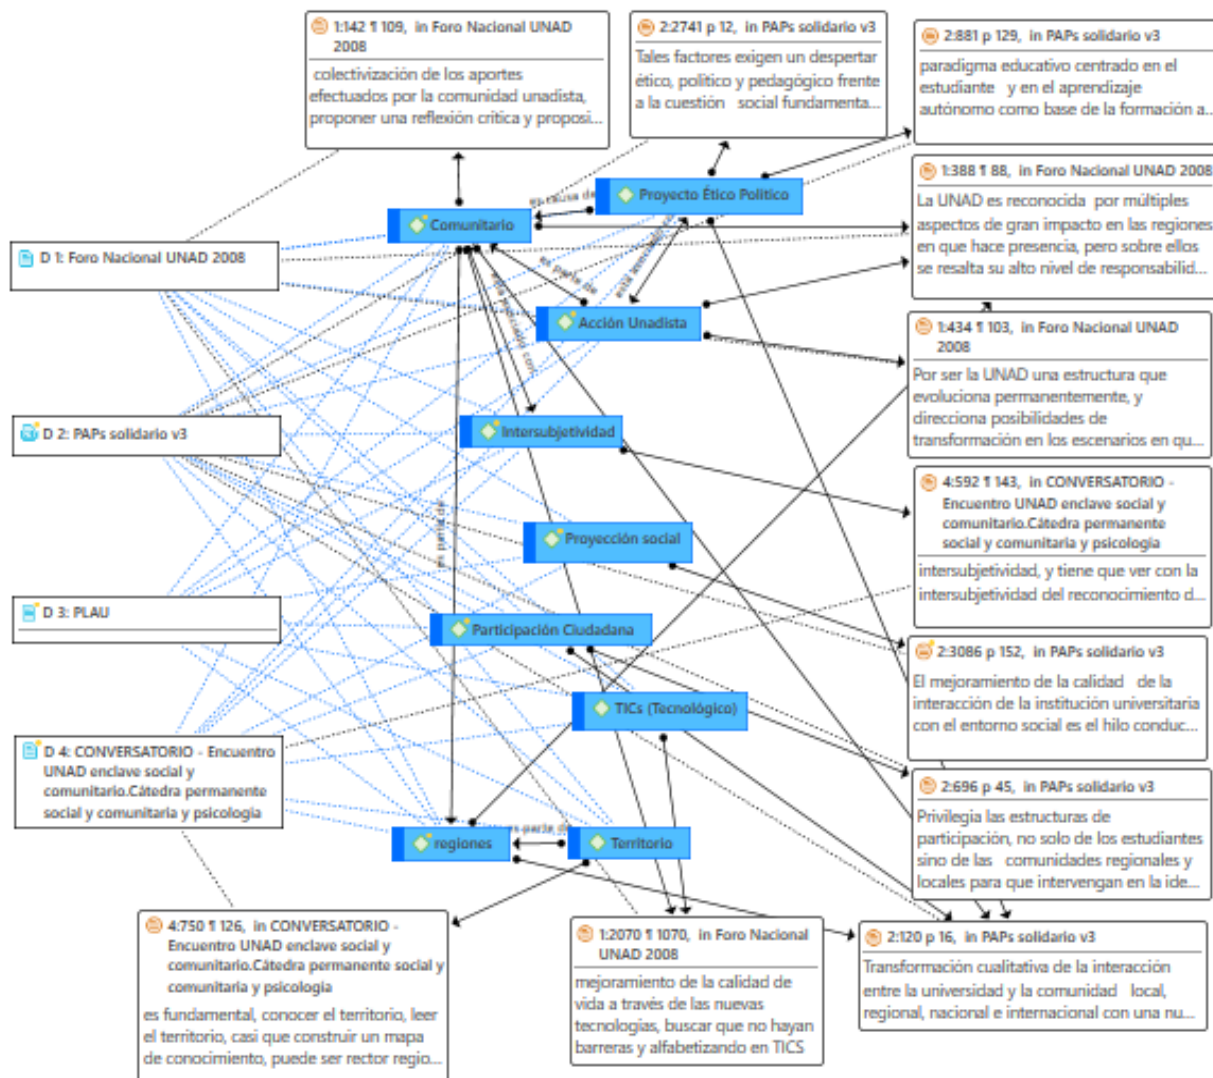 1:142 ¶ 109, in Foro Nacional UNAD
2008
colectivización de los aportes
efectuados por la comunidad unadista,
proponer una reflexión crítica y proposi...
2:2741 p 12, in PAPs solidario v3
Tales factores exigen un despertar
ético, político y pedagógico frente
a la cuestión social fundamenta...
2:881 p 129, in PAPs solidario v3
paradigma educativo centrado en el
estudiante y en el aprendizaje
autónomo como base de la formación a...
1:388 ¶ 88, in Foro Nacional UNAD 2008
La UNAD es reconocida por múltiples
aspectos de gran impacto en las regiones
en que hace presencia, pero sobre ellos
se resalta su alto nivel de responsabilid...
Proyecto Ético Político
es causa de
Comunitario
D 1: Foro Nacional UNAD 2008
es parte de
está asociado con
Acción Unadista
1:434 ¶ 103, in Foro Nacional UNAD
2008
Por ser la UNAD una estructura que
evoluciona permanentemente, y
direcciona posibilidades de
transformación en los escenarios en qu...
D 2: PAPs solidario v3
Intersubjetividad
4:592 ¶ 143, in CONVERSATORIO -
Encuentro UNAD enclave social y
comunitario.Cátedra permanente
social y comunitaria y psicología
intersubjetividad, y tiene que ver con la
intersubjetividad del reconocimiento d...
es parte de
Proyección social
D 3: PLAU
Participación Ciudadana
2:3086 p 152, in PAPs solidario v3
El mejoramiento de la calidad de la
interacción de la institución universitaria
con el entorno social es el hilo conduc...
TICs (Tecnológico)
D 4: CONVERSATORIO - Encuentro
UNAD enclave social y
comunitario.Cátedra permanente
social y comunitaria y psicología
2:696 p 45, in PAPs solidario v3
Privilegia las estructuras de
participación, no solo de los estudiantes
sino de las comunidades regionales y
locales para que intervengan en la ide...
regiones
es parte de
Territorio
4:750 ¶ 126, in CONVERSATORIO -
Encuentro UNAD enclave social y
comunitario.Cátedra permanente social y
comunitaria y psicología
es fundamental, conocer el territorio, leer
el territorio, casi que construir un mapa
de conocimiento, puede ser rector regio...
1:2070 ¶ 1070, in Foro Nacional
UNAD 2008
mejoramiento de la calidad de
vida a través de las nuevas
tecnologías, buscar que no hayan
barreras y alfabetizando en TICS
2:120 p 16, in PAPs solidario v3
Transformación cualitativa de la interacción
entre la universidad y la comunidad local,
regional, nacional e internacional con una nu...